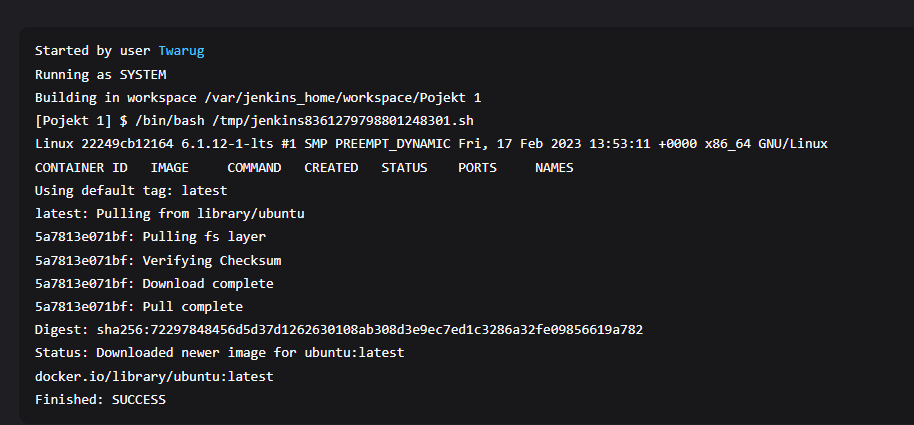 Started by user Twarug
Running as SYSTEM
Building in workspace /var/jenkins_home/workspace/Pojekt 1
[Pojekt 1] $ /bin/bash /tmp/jenkins8361279798801248301.sh
Linux 22249cb12164 6.1.12-1-lts #1 SMP PREEMPT_DYNAMIC Fri, 17 Feb 2023 13:53:11 +0000 x86_64 GNU/Linux
CONTAINER ID   IMAGE     COMMAND   CREATED   STATUS    PORTS     NAMES
Using default tag: latest
latest: Pulling from library/ubuntu
5a7813e071bf: Pulling fs layer
5a7813e071bf: Verifying Checksum
5a7813e071bf: Download complete
5a7813e071bf: Pull complete
Digest: sha256:72297848456d5d37d1262630108ab308d3e9ec7ed1c3286a32fe09856619a782
Status: Downloaded newer image for ubuntu:latest
docker.io/library/ubuntu:latest
Finished: SUCCESS